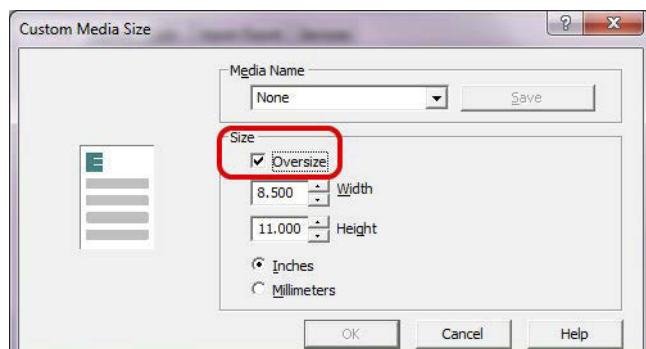 Custom Media Size
Media Name
None
Save
Size
Oversize
8.500 Width
11.000 Height
Inches
Millimeters
OK Cancel Help
E